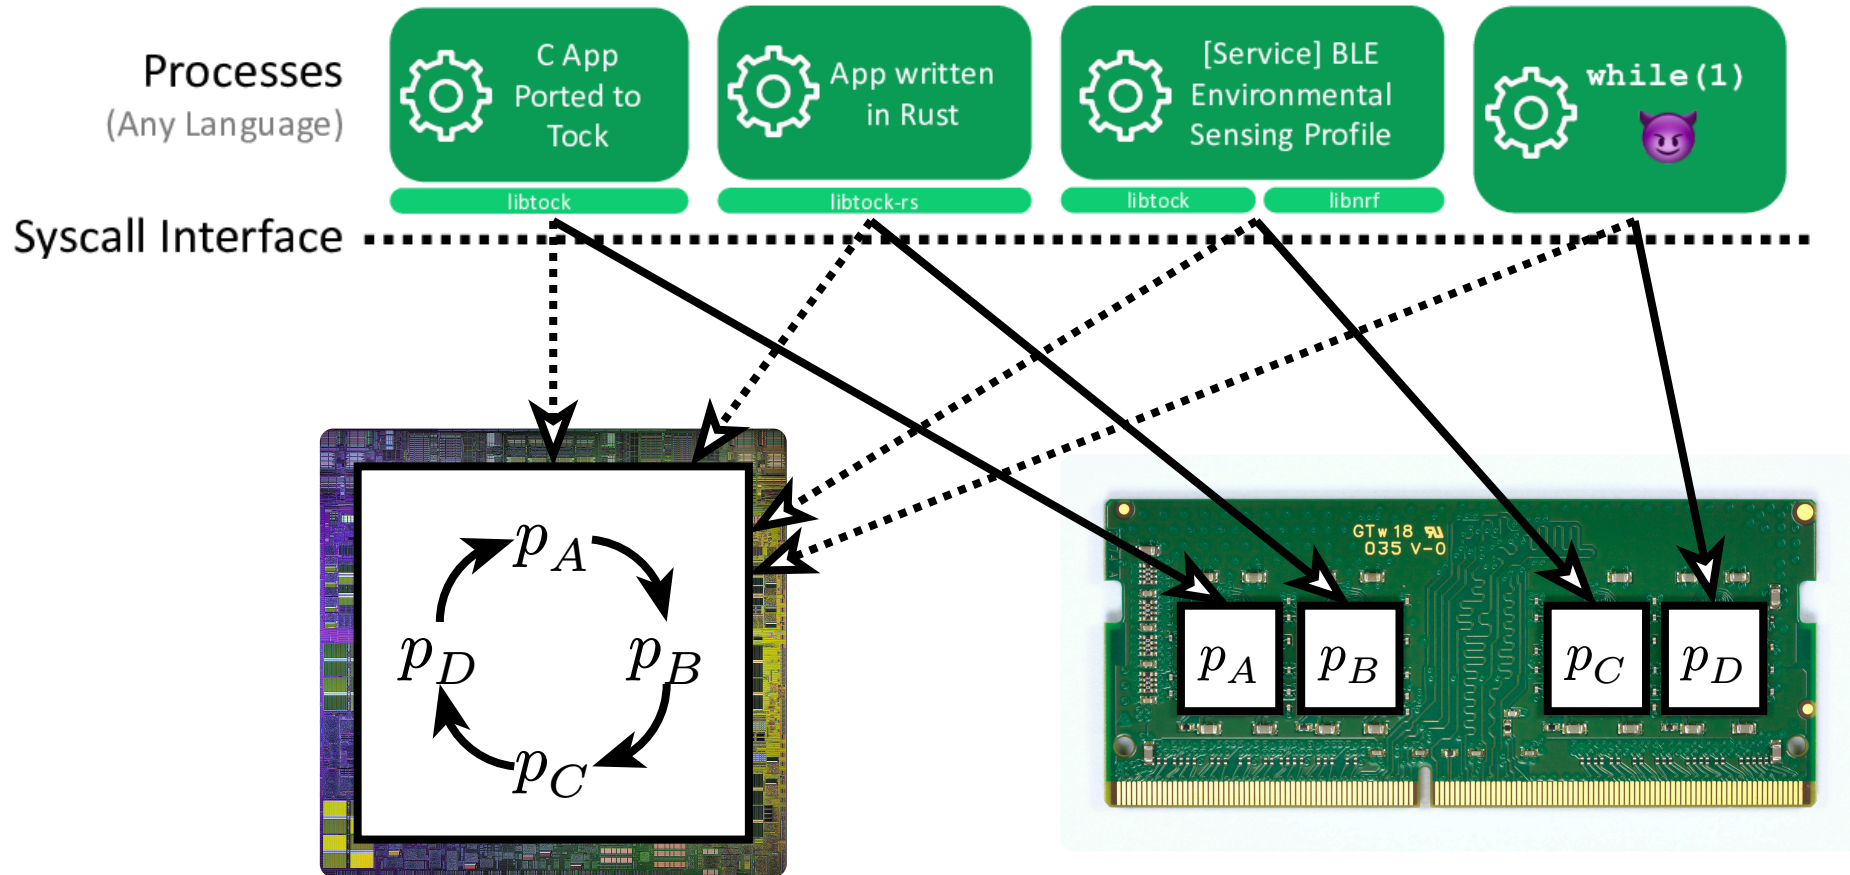 Processes
(Any Language)
C App
Ported to
Tock
App written
in Rust
[Service] BLE
Environmental
Sensing Profile
while(1)
libtock
libtock-rs
libtock
libnrf
Syscall Interface
GTw 18
035 V-0
p_A
p_B
p_C
p_D
p_A
p_B
p_C
p_D